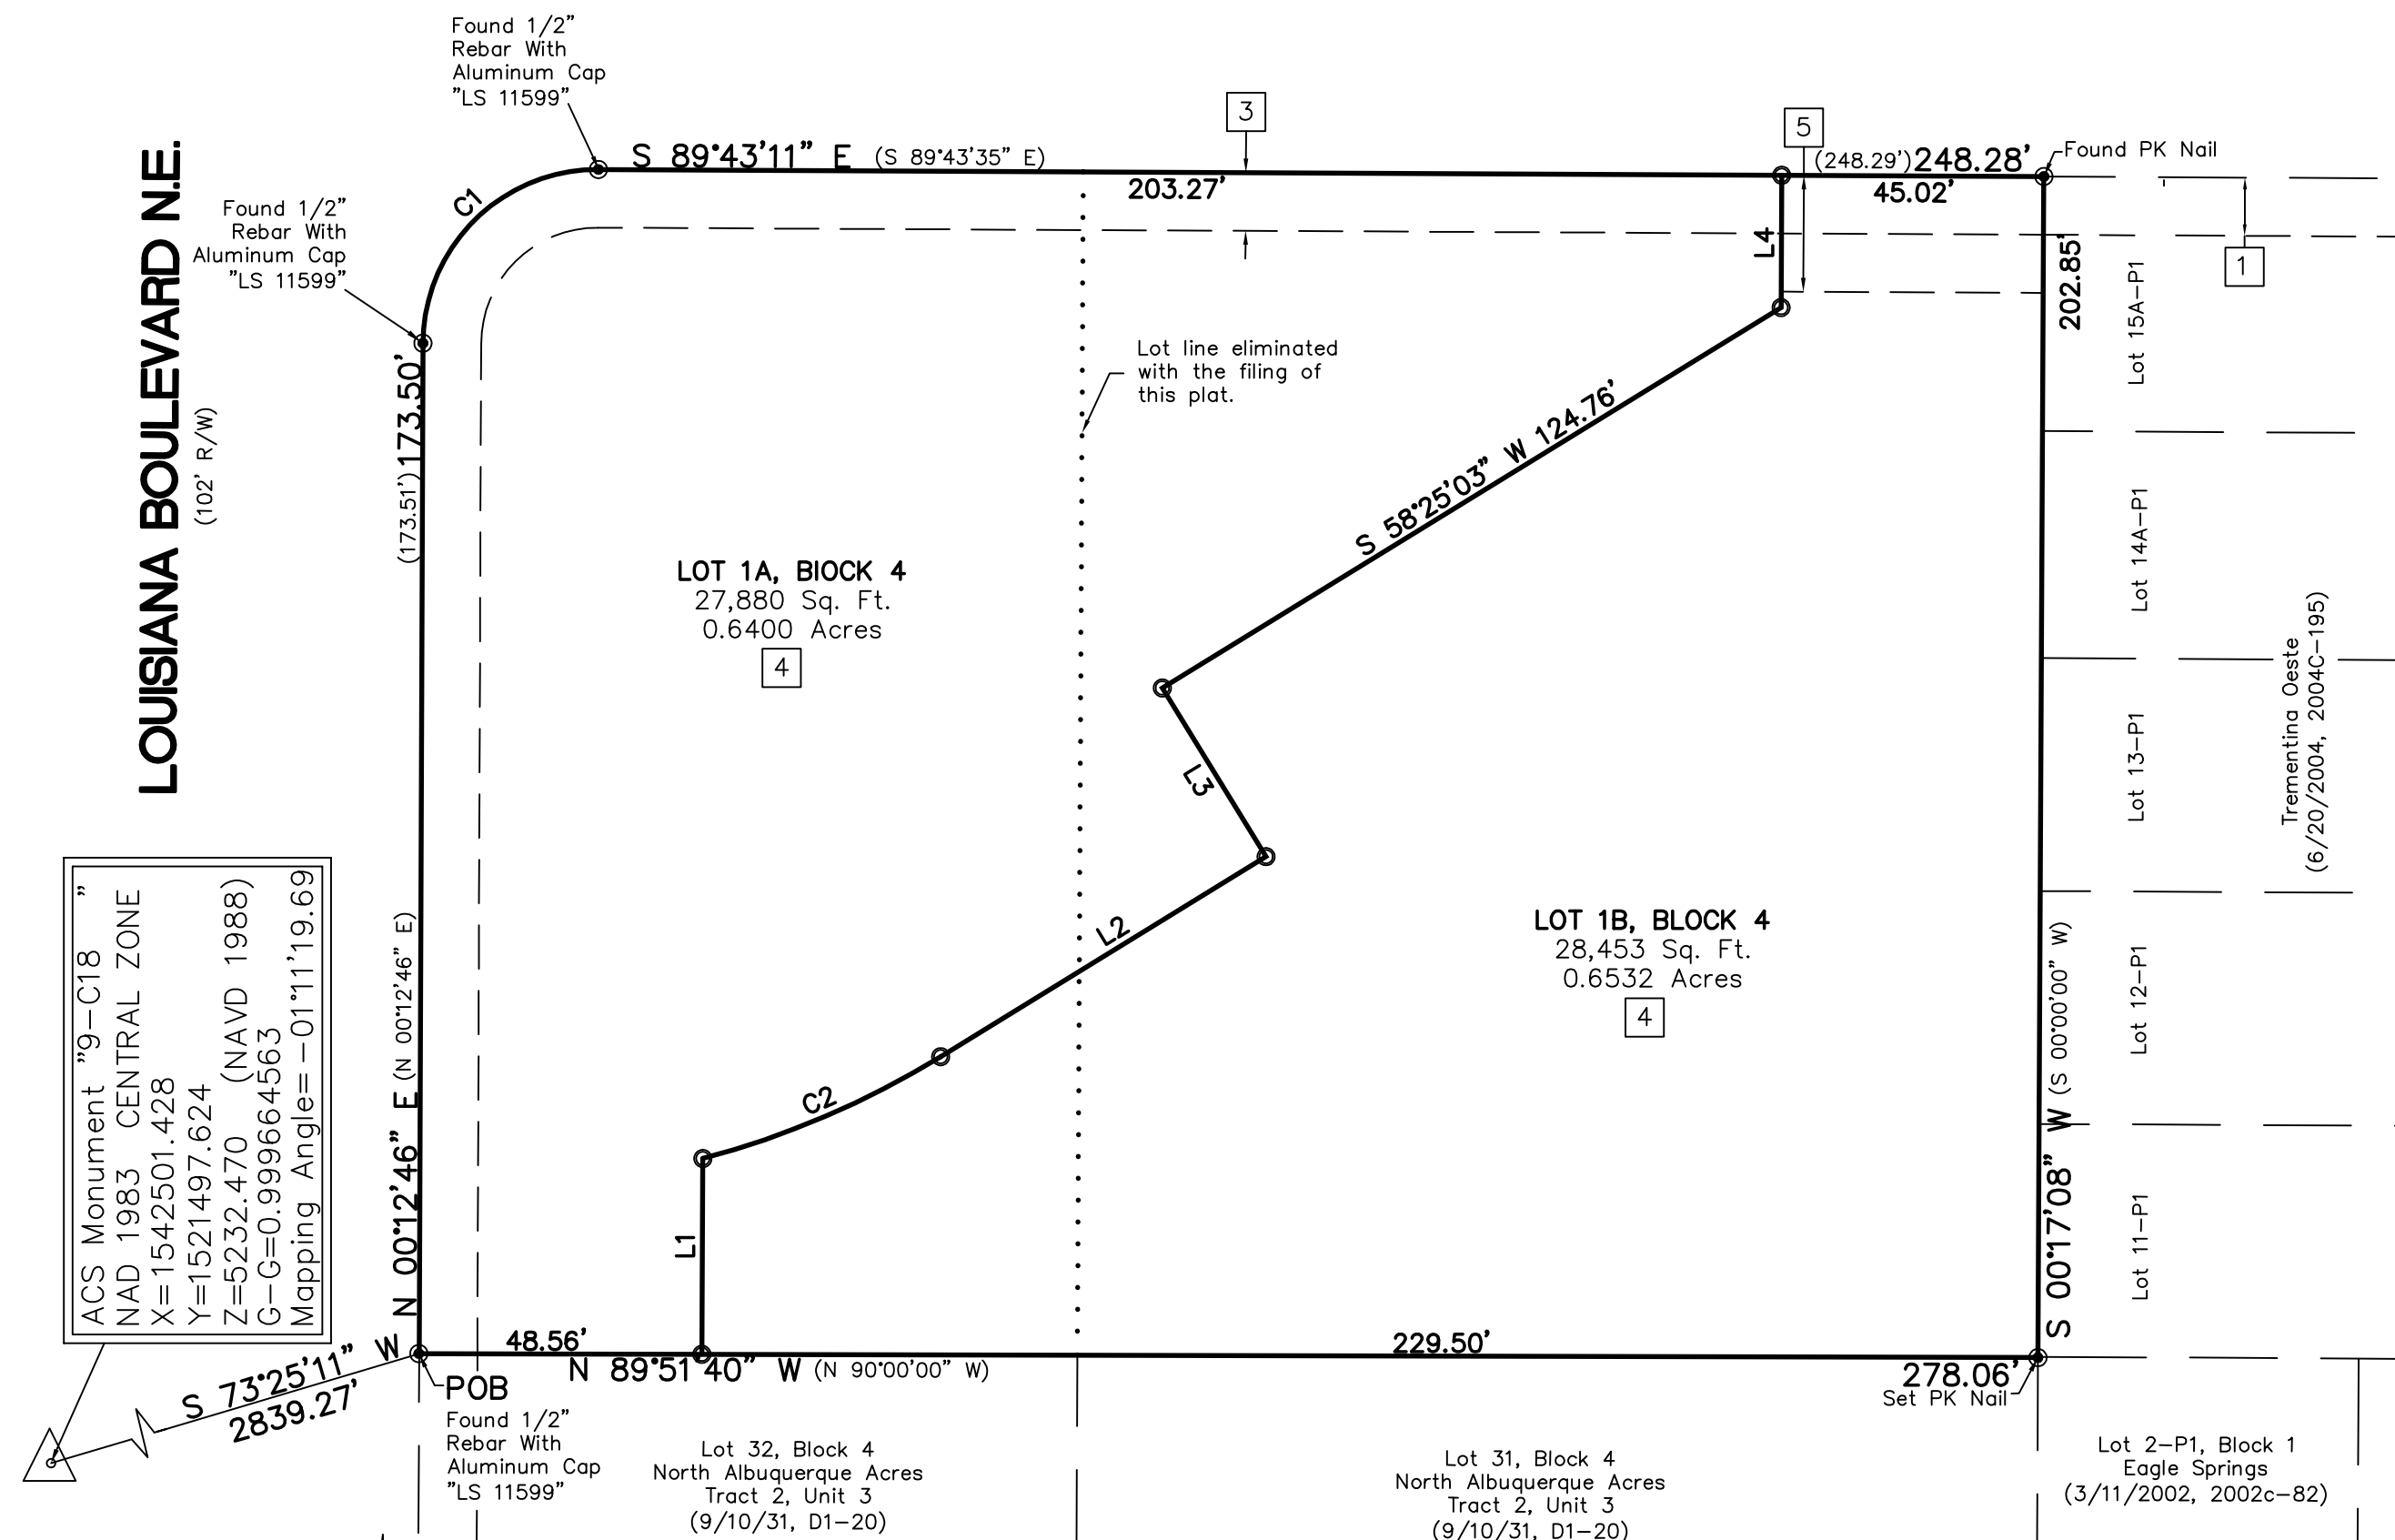 Found 1/2"
Rebar With
Aluminum Cap
"LS 11599"
Found 1/2"
Rebar With
Aluminum Cap
"LS 11599"
C1
S 89°43'11" E (S 89°43'35" E)
203.27'
3
5
(248.29') 248.28'
45.02'
Found PK Nail
1
L4
202.85'
LOUISIANA BOULEVARD N.E.
(102' R/W)
(173.51') 173.50'
N 00°12'46" E (N 00°12'46" E)
Lot line eliminated
with the filing of
this plat.
S 58°25'03" W 124.76'
LOT 1A, BlOCK 4
27,880 Sq. Ft.
0.6400 Acres
4
L3
L2
C2
L1
LOT 1B, BLOCK 4
28,453 Sq. Ft.
0.6532 Acres
4
S 00°17'08" W (S 00°00'00" W)
Lot 15A-P1
Lot 14A-P1
Lot 13-P1
Lot 12-P1
Lot 11-P1
Trementina Oeste
(6/20/2004, 2004C-195)
ACS Monument "9-C18 "
NAD 1983 CENTRAL ZONE
X=1542501.428
Y=1521497.624
Z=5232.470 (NAVD 1988)
G-G=0.999664563
Mapping Angle= -01°11'19.69
S 73°25'11" W
2839.27'
48.56'
229.50'
N 89°51'40" W (N 90°00'00" W)
278.06'
Set PK Nail
POB
Found 1/2"
Rebar With
Aluminum Cap
"LS 11599"
Lot 32, Block 4
North Albuquerque Acres
Tract 2, Unit 3
(9/10/31, D1-20)
Lot 31, Block 4
North Albuquerque Acres
Tract 2, Unit 3
(9/10/31, D1-20)
Lot 2-P1, Block 1
Eagle Springs
(3/11/2002, 2002c-82)